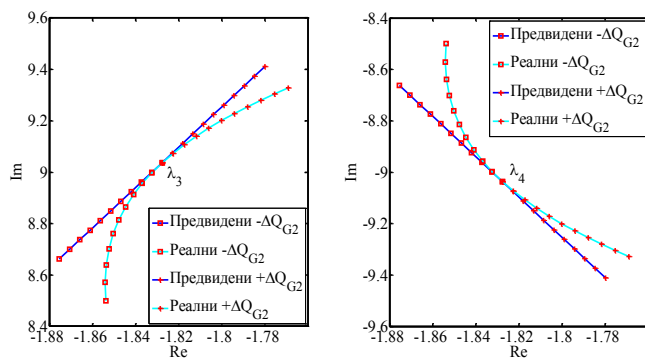 9.6
9.4
9.2
9
8.8
8.6
8.4
-1.88
-1.86
-1.84
-1.82
-1.8
-1.78
Re
Im
λ3
Предвидени -ΔQG2
Реални -ΔQG2
Предвидени +ΔQG2
Реални +ΔQG2
-8.4
-8.6
-8.8
-9
-9.2
-9.4
-9.6
-1.88
-1.86
-1.84
-1.82
-1.8
-1.78
Re
Im
λ4
Предвидени -ΔQG2
Реални -ΔQG2
Предвидени +ΔQG2
Реални +ΔQG2